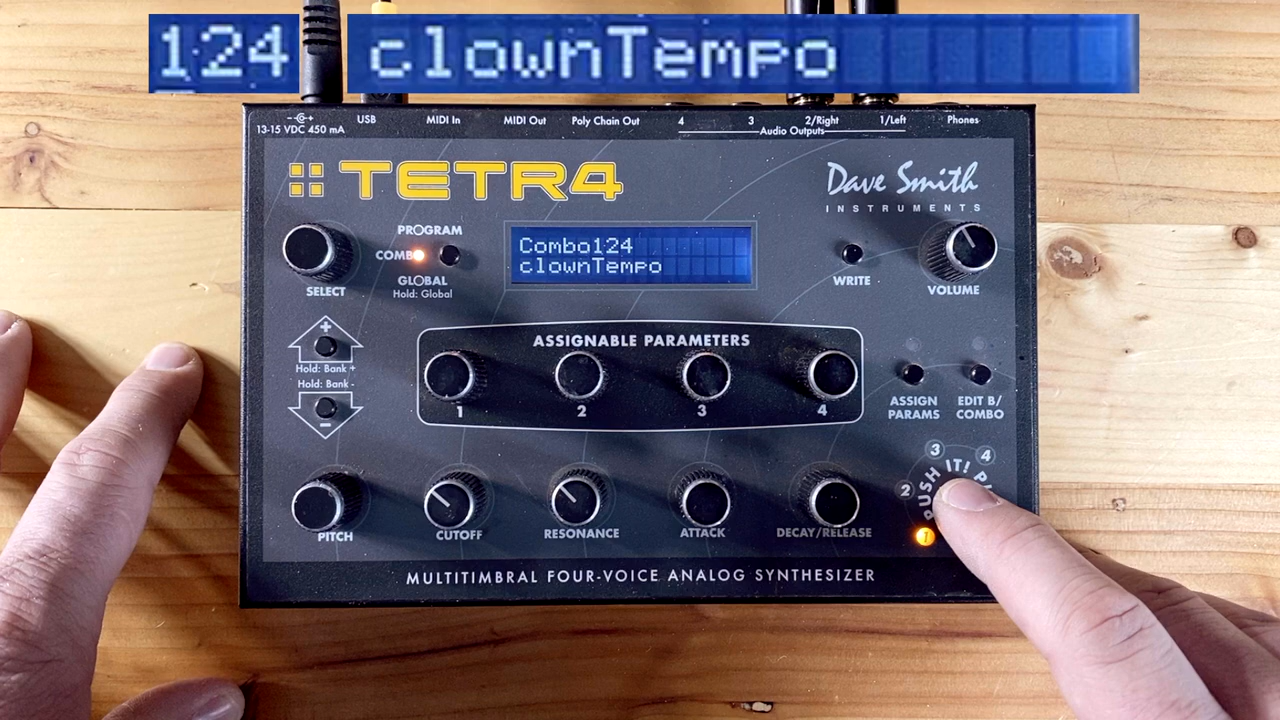 124 clownTempo
13-15 VDC 450 mA
USB
MIDI In
MIDI Out
Poly Chain Out
4
3
2/Right
1/Left
Phones
Audio Outputs
TETR4
Dave Smith
INSTRUMENTS
PROGRAM
COMBO
GLOBAL
Hold: Global
SELECT
Combo124
clownTempo
WRITE
VOLUME
+
Hold: Bank +
Hold: Bank -
-
ASSIGNABLE PARAMETERS
1
2
3
4
ASSIGN
PARAMS
EDIT B/
COMBO
PITCH
CUTOFF
RESONANCE
ATTACK
DECAY/RELEASE
1
2
3
4
PUSH IT!
MULTITIMBRAL FOUR-VOICE ANALOG SYNTHESIZER